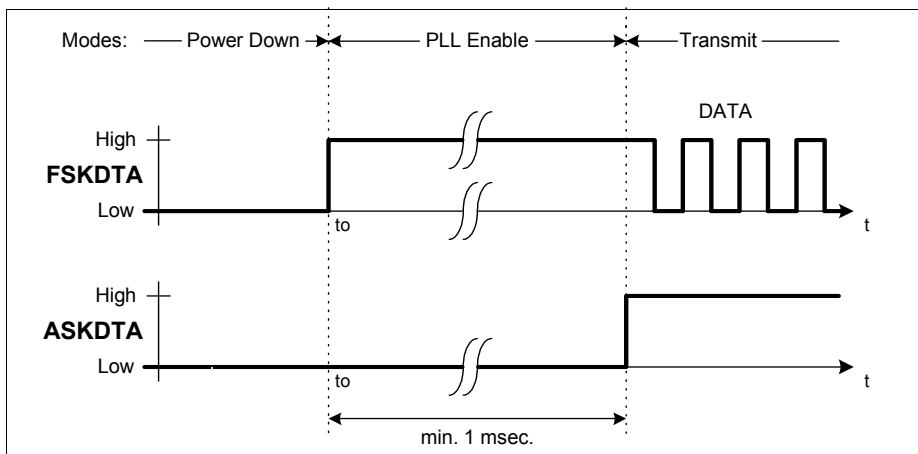 Modes: Power Down PLL Enable Transmit
DATA
High
FSKDTA
Low
to t
High
ASKDTA
Low
to t
min. 1 msec.